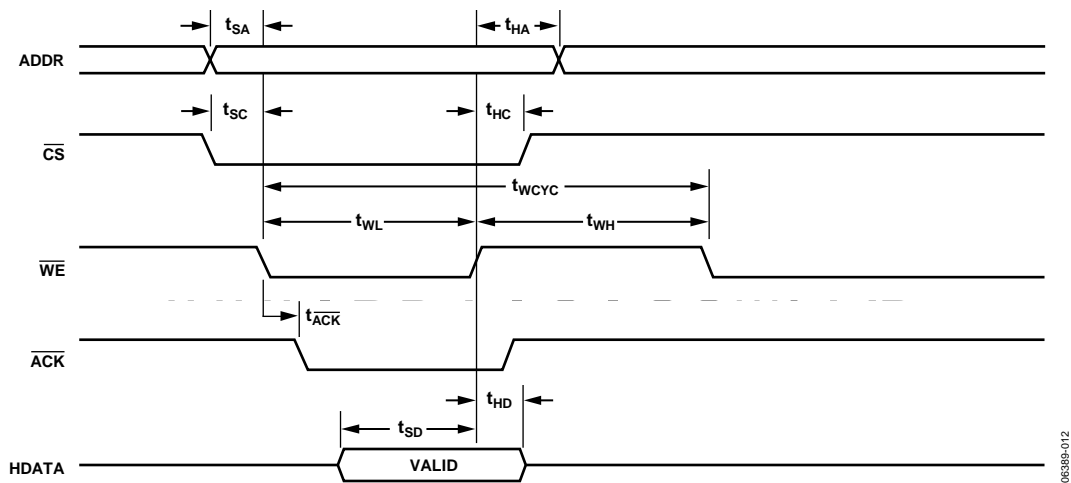 tSA
tHA
ADDR
tSC
tHC
CS
tWCYC
tWL
tWH
WE
tACK
ACK
tHD
tSD
HDATA
VALID
06389-012